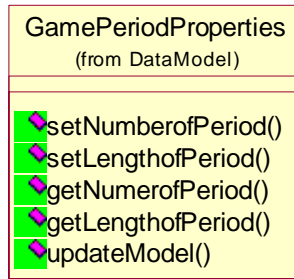 GamePeriodProperties
(from DataModel)
setNumberofPeriod()
setLengthofPeriod()
getNumerofPeriod()
getLengthofPeriod()
updateModel()